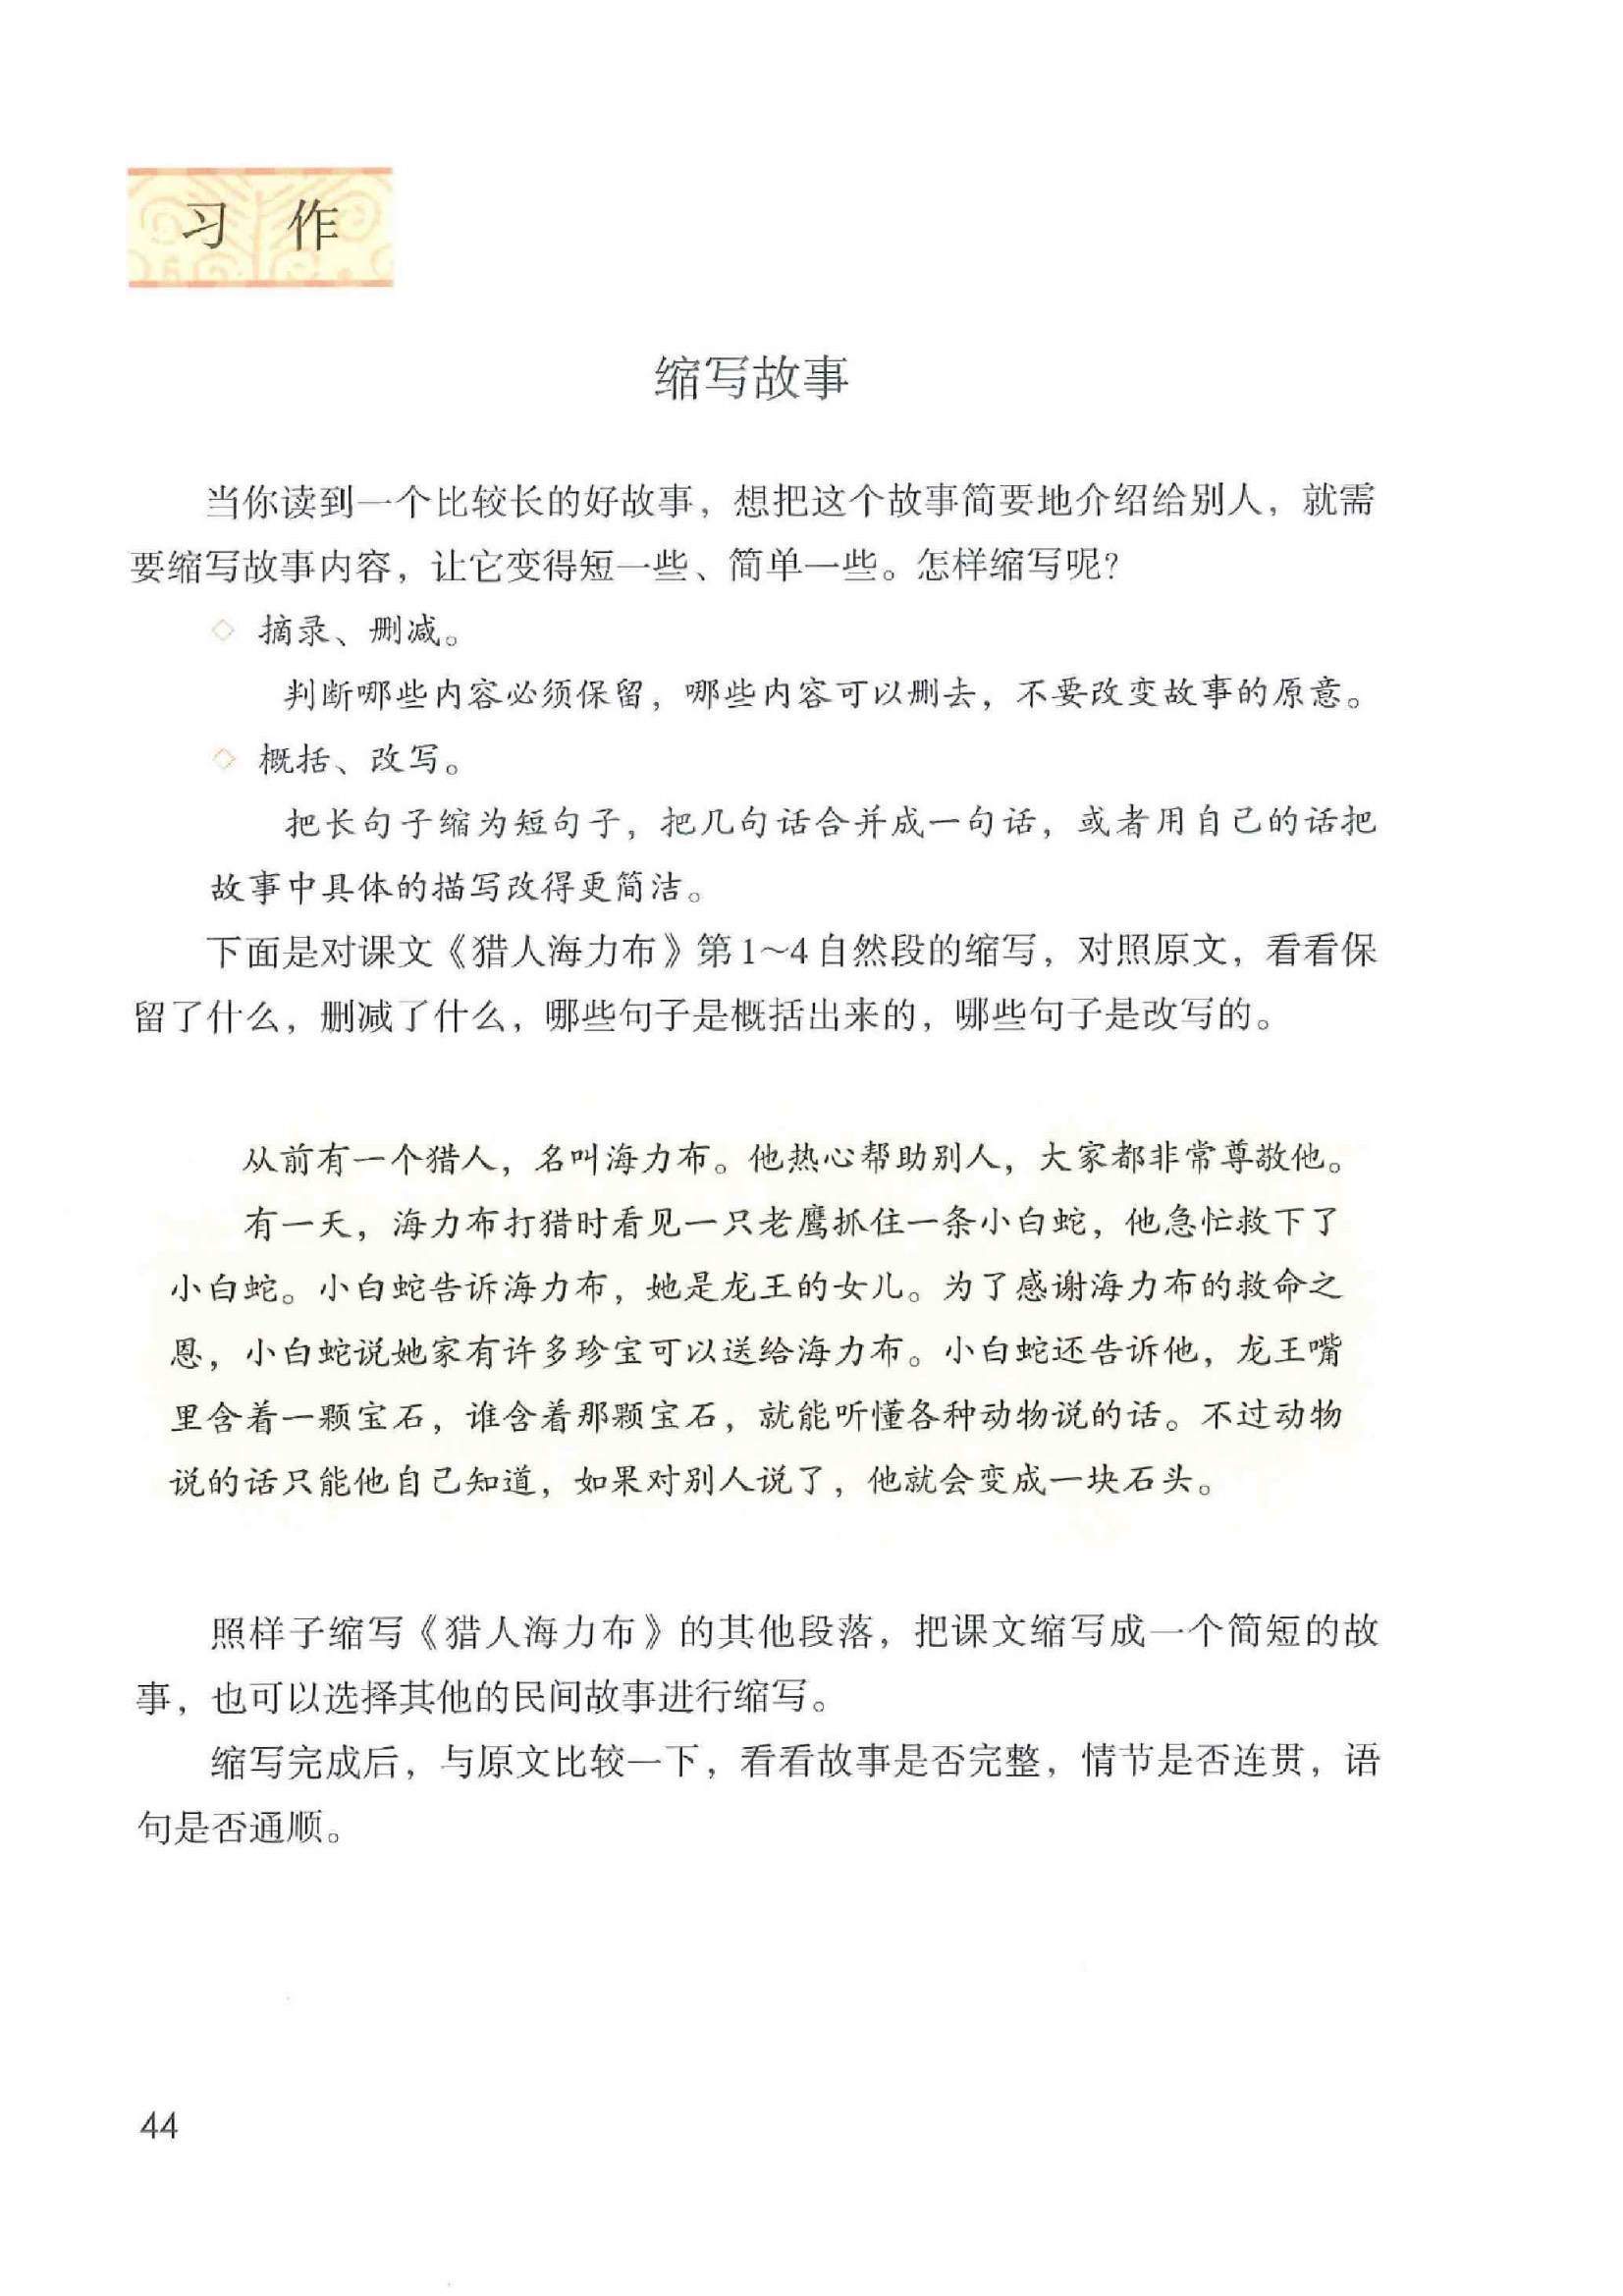 习 作
缩写故事
当你读到一个比较长的好故事，想把这个故事简要地介绍给别人，就需
要缩写故事内容，让它变得短一些、简单一些。怎样缩写呢？
◇ 摘录、删减。
判断哪些内容必须保留，哪些内容可以删去，不要改变故事的原意。
◇ 概括、改写。
把长句子缩为短句子，把几句话合并成一句话，或者用自己的话把
故事中具体的描写改得更简洁。
下面是对课文《猎人海力布》第1~4自然段的缩写，对照原文，看看保
留了什么，删减了什么，哪些句子是概括出来的，哪些句子是改写的。
从前有一个猎人，名叫海力布。他热心帮助别人，大家都非常尊敬他。
有一天，海力布打猎时看见一只老鹰抓住一条小白蛇，他急忙救下了
小白蛇。小白蛇告诉海力布，她是龙王的女儿。为了感谢海力布的救命之
恩，小白蛇说她家有许多珍宝可以送给海力布。小白蛇还告诉他，龙王嘴
里含着一颗宝石，谁含着那颗宝石，就能听懂各种动物说的话。不过动物
说的话只能他自己知道，如果对别人说了，他就会变成一块石头。
照样子缩写《猎人海力布》的其他段落，把课文缩写成一个简短的故
事，也可以选择其他的民间故事进行缩写。
缩写完成后，与原文比较一下，看看故事是否完整，情节是否连贯，语
句是否通顺。
44